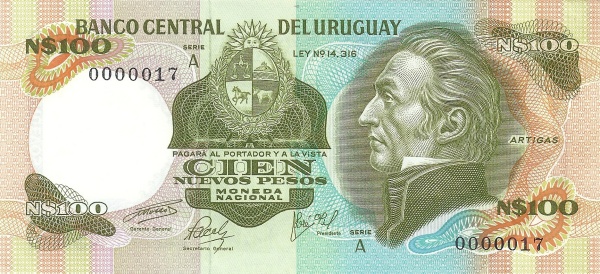 BANCO CENTRAL DEL URUGUAY
N$100
N$100
SERIE
A
LEY Nº 14,316
0000017
ARTIGAS
PAGARÁ AL PORTADOR Y A LA VISTA
CIEN
NUEVOS PESOS
MONEDA
NACIONAL
N$100
N$100
Gerente General
Secretario General
Presidente
SERIE
A
0000017